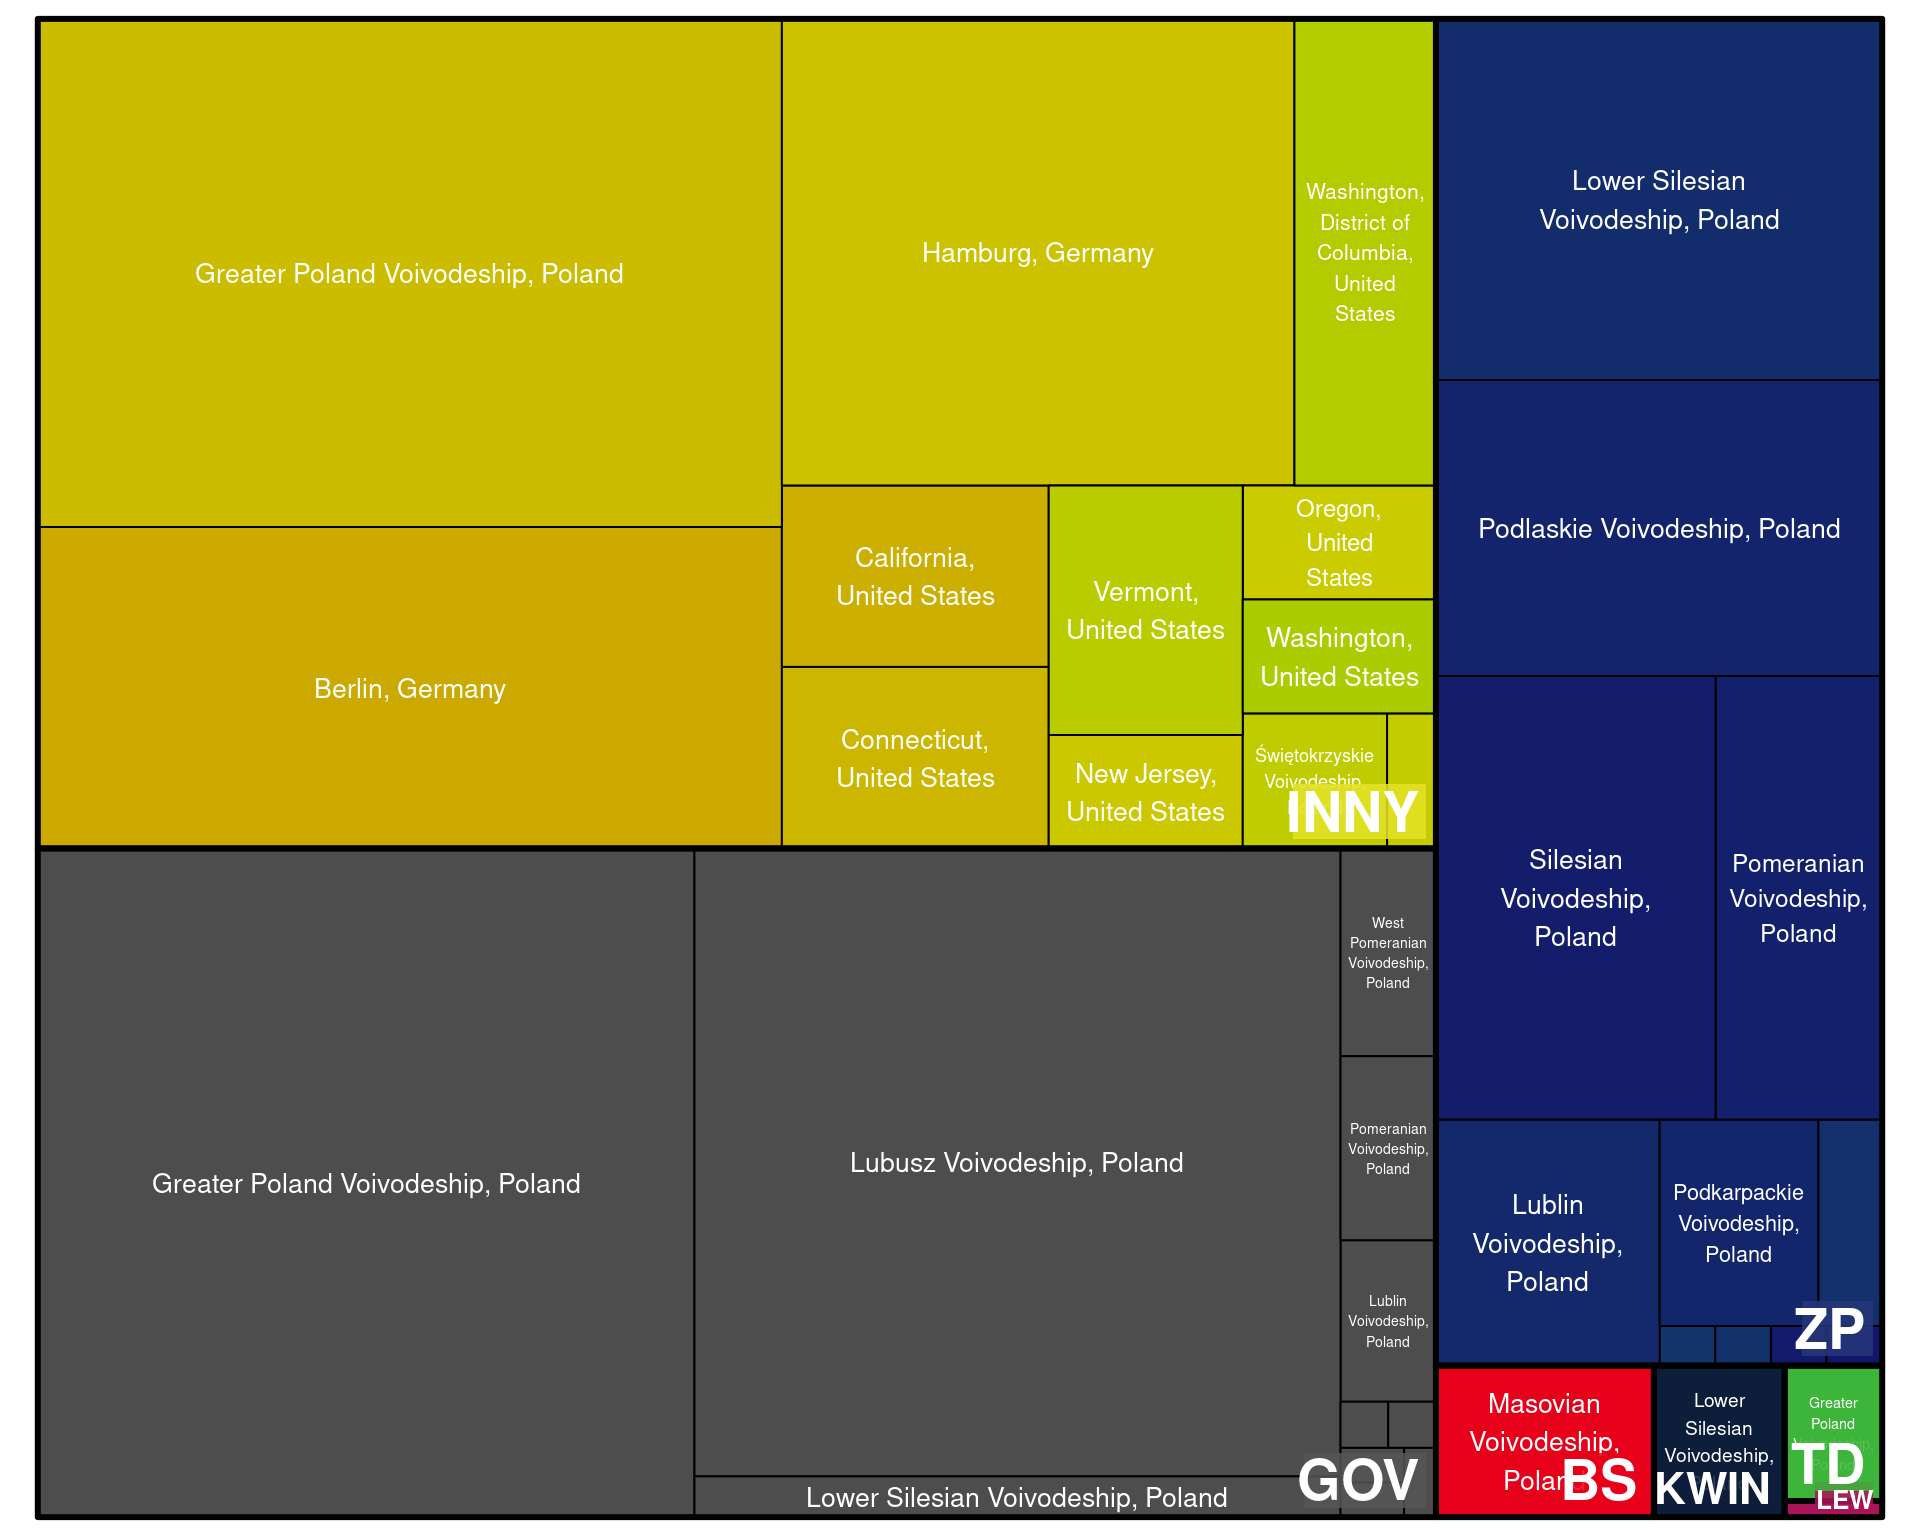 Greater Poland Voivodeship, Poland
Berlin, Germany
Hamburg, Germany
Washington,
District of
Columbia,
United
States
California,
United States
Connecticut,
United States
Vermont,
United States
New Jersey,
United States
Oregon,
United
States
Washington,
United States
Świętokrzyskie
Voivodeship,
INNY
Greater Poland Voivodeship, Poland
Lubusz Voivodeship, Poland
Lower Silesian Voivodeship, Poland
West
Pomeranian
Voivodeship,
Poland
Pomeranian
Voivodeship,
Poland
Lublin
Voivodeship,
Poland
GOV
Lower Silesian
Voivodeship, Poland
Podlaskie Voivodeship, Poland
Silesian
Voivodeship,
Poland
Pomeranian
Voivodeship,
Poland
Lublin
Voivodeship,
Poland
Podkarpackie
Voivodeship,
Poland
ZP
Masovian
Voivodeship,
Poland
BS
Lower
Silesian
Voivodeship,
KWIN
Greater
Poland
TD
LEW